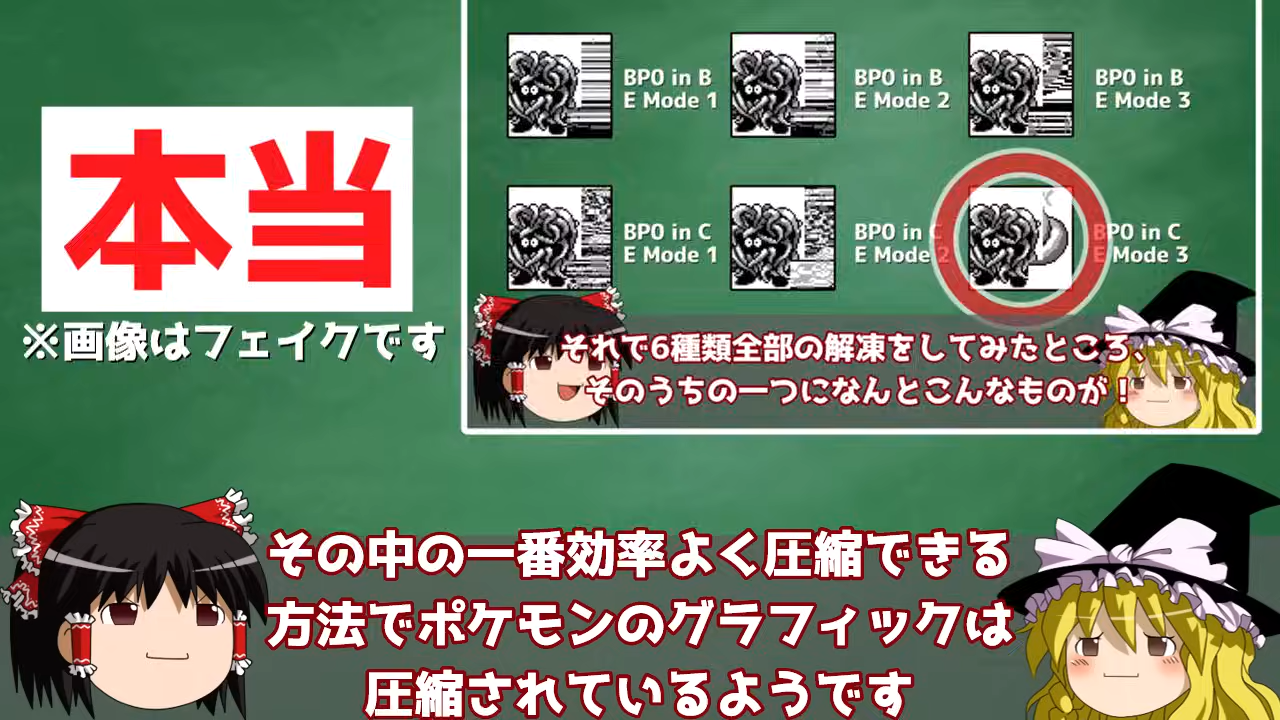 本当
※画像はフェイクです
BP0 in B
E Mode 1
BP0 in B
E Mode 2
BP0 in B
E Mode 3
BP0 in C
E Mode 1
BP0 in C
E Mode 2
BP0 in C
E Mode 3
それで6種類全部の解凍をしてみたところ、
そのうちの一つになんとこんなものが！
その中の一番効率よく圧縮できる
方法でポケモンのグラフィックは
圧縮されているようです